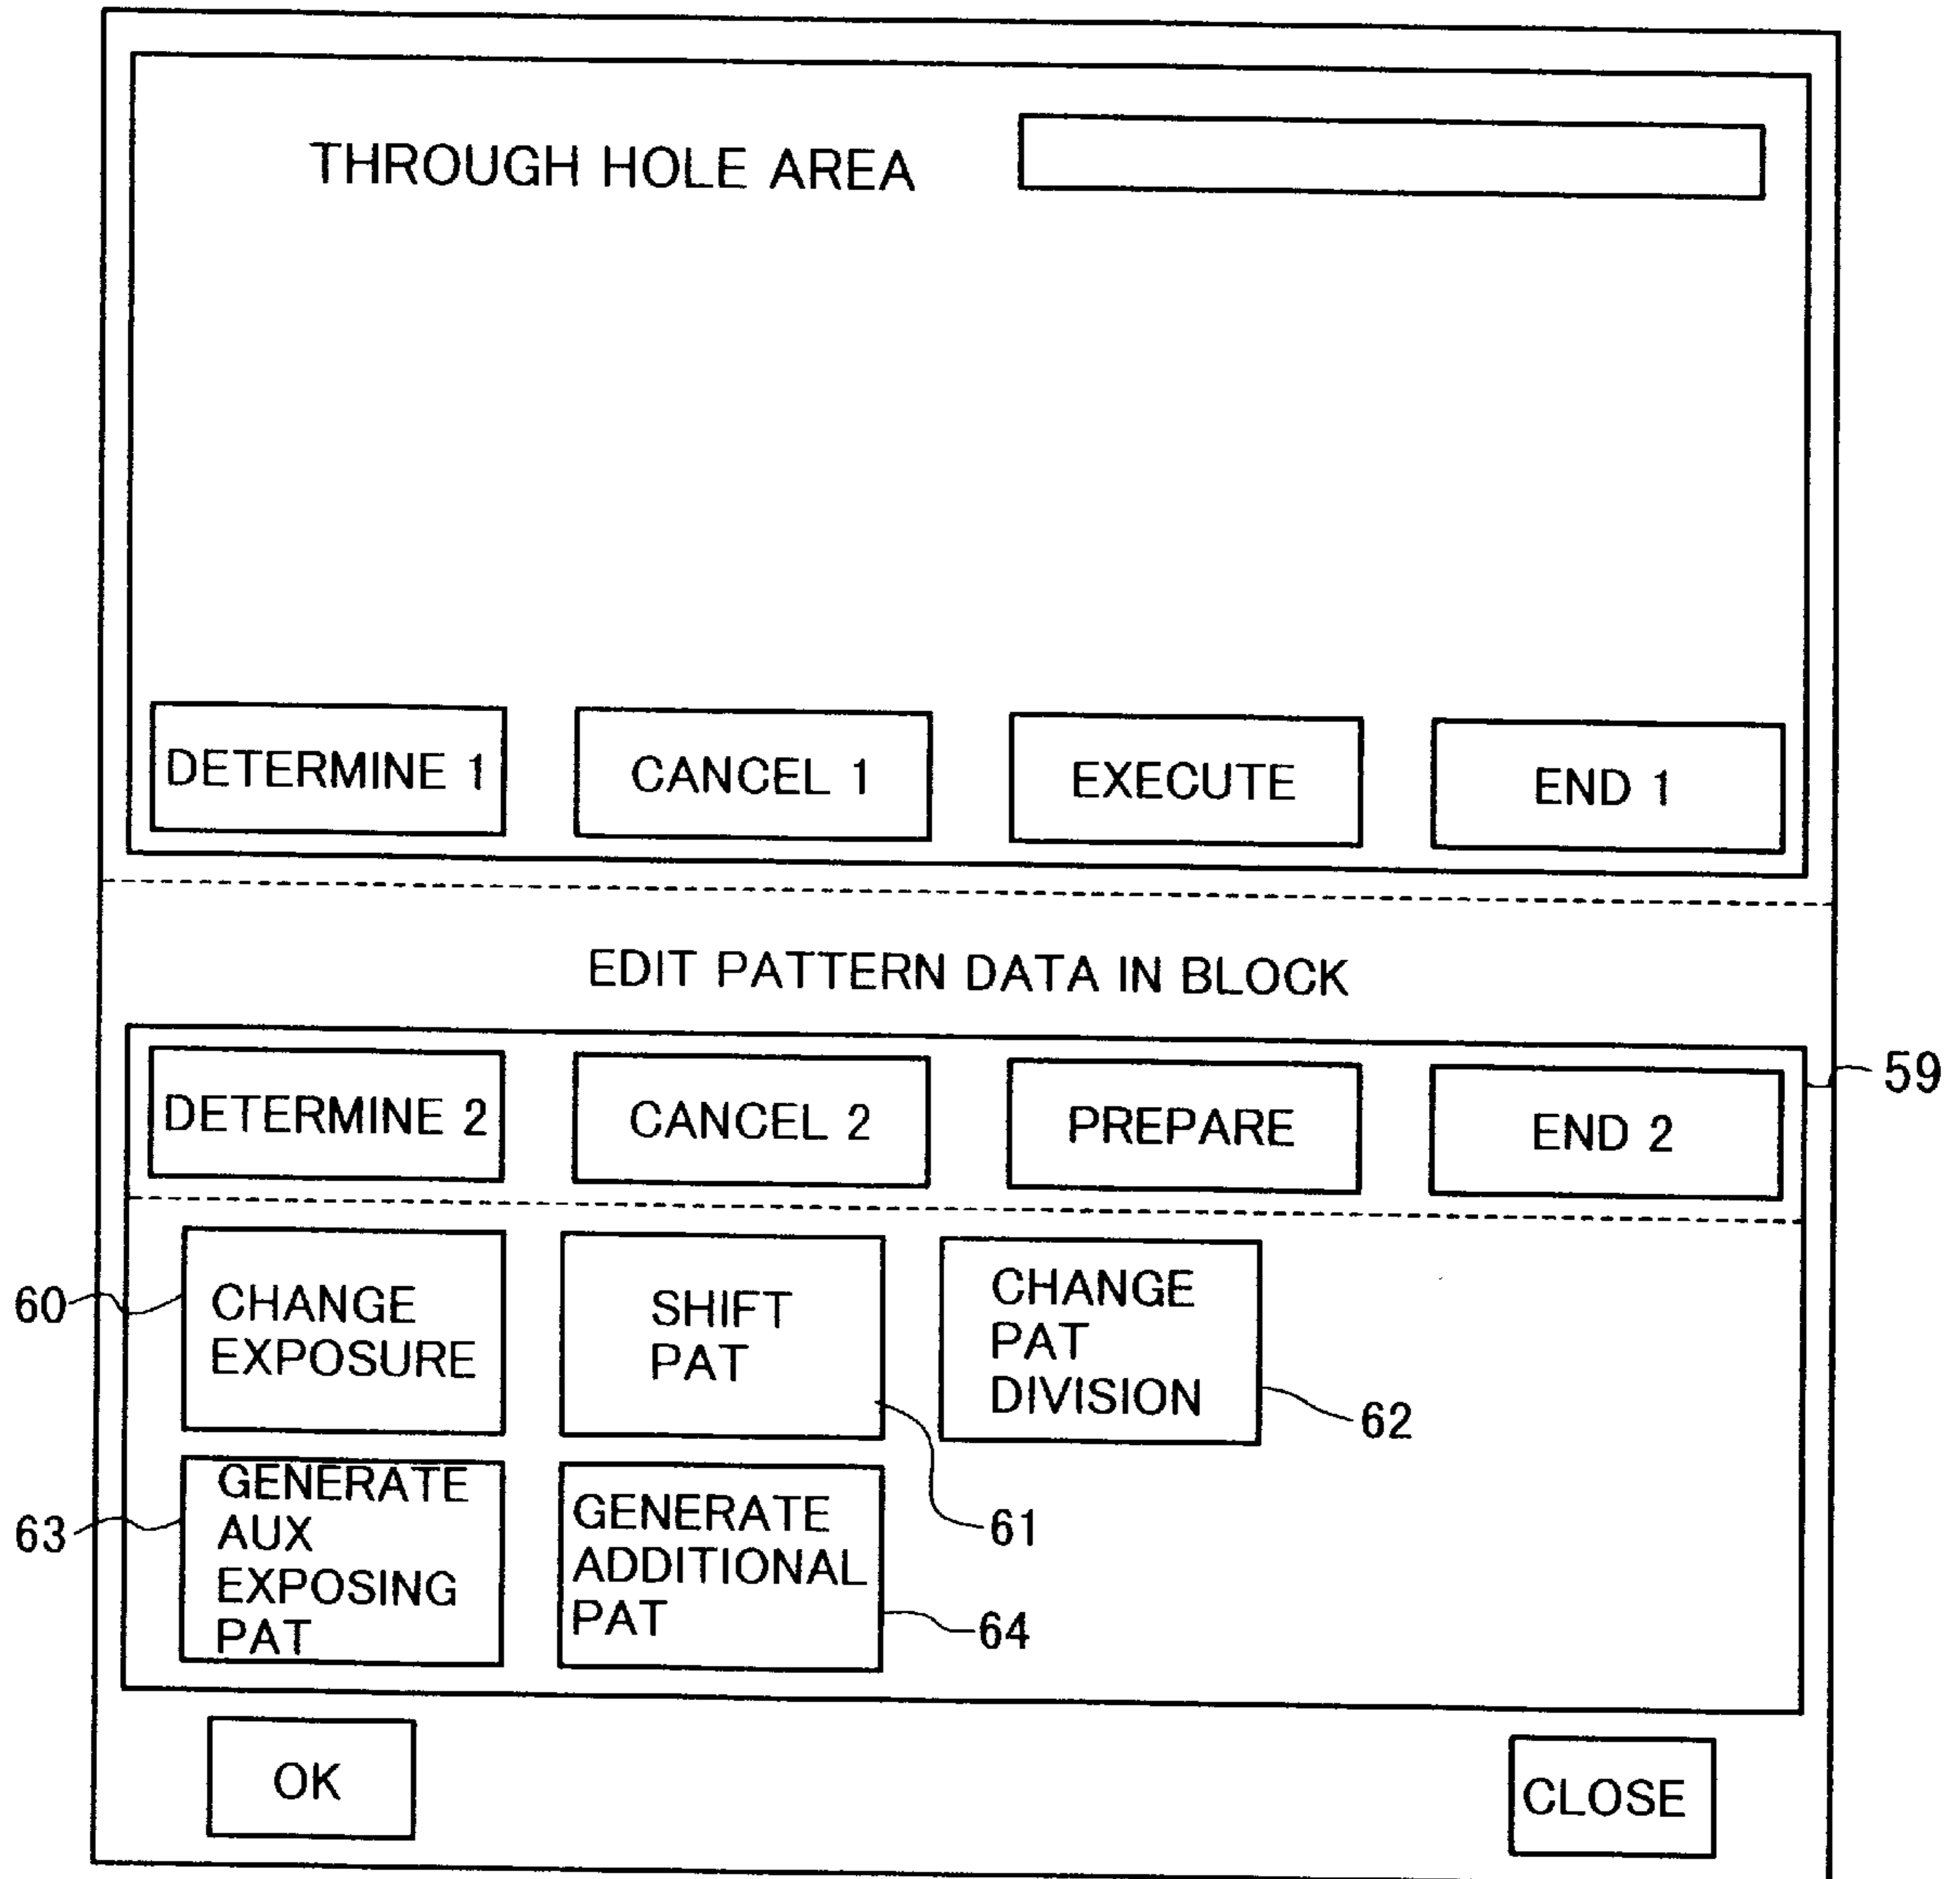 THROUGH HOLE AREA
DETERMINE 1
CANCEL 1
EXECUTE
END 1
EDIT PATTERN DATA IN BLOCK
DETERMINE 2
CANCEL 2
PREPARE
END 2
59
60
CHANGE
EXPOSURE
SHIFT
PAT
61
CHANGE
PAT
DIVISION
62
63
GENERATE
AUX
EXPOSING
PAT
GENERATE
ADDITIONAL
PAT
64
OK
CLOSE